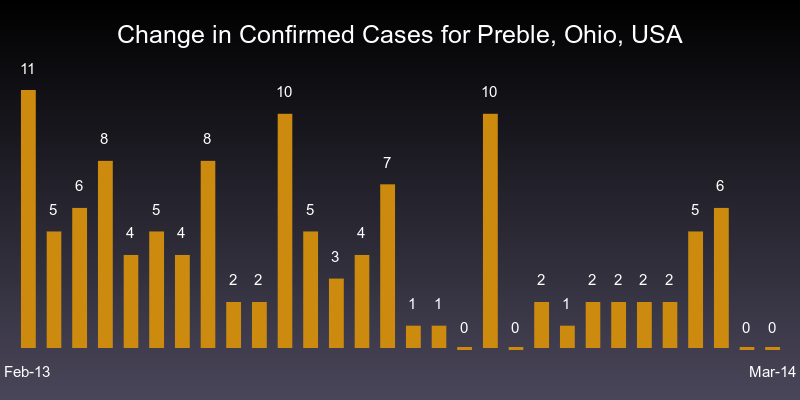 Change in Confirmed Cases for Preble, Ohio, USA
11 5 6 8 4 5 4 8 2 2 10 5 3 4 7 1 1 0 10 0 2 1 2 2 2 2 5 6 0 0
Feb-13 Mar-14